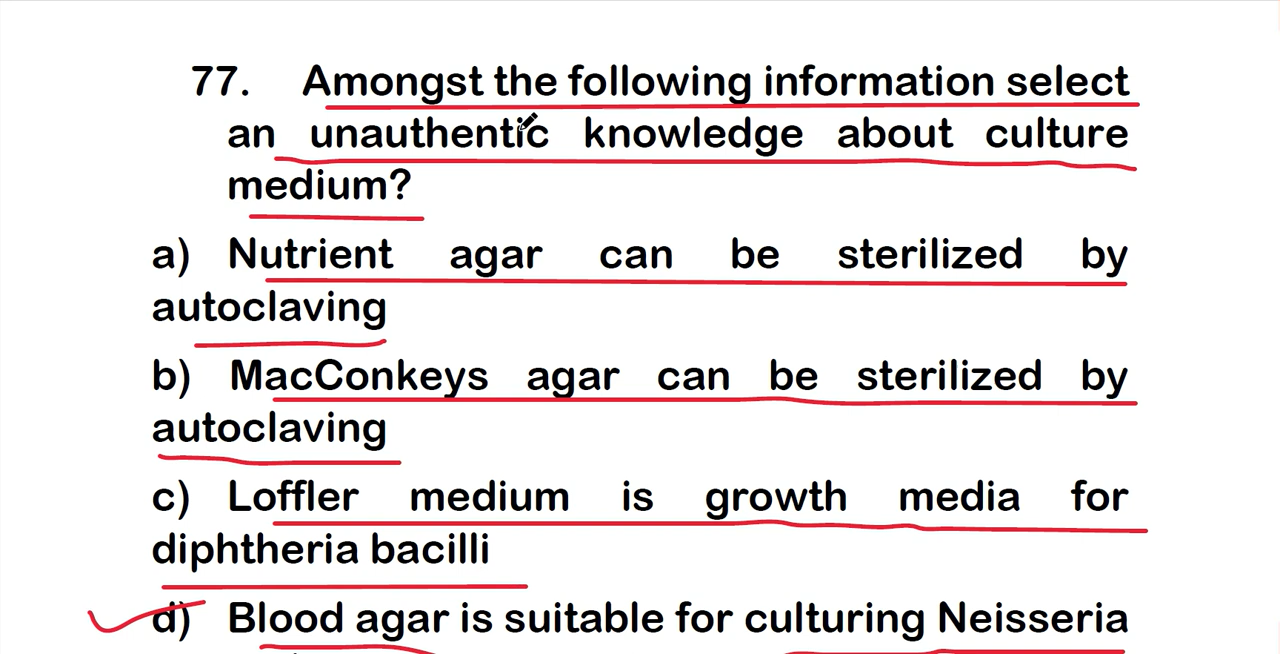 77. Amongst the following information select
an unauthentic knowledge about culture
medium?
a) Nutrient agar can be sterilized by
autoclaving
b) MacConkeys agar can be sterilized by
autoclaving
c) Loffler medium is growth media for
diphtheria bacilli
d) Blood agar is suitable for culturing Neisseria